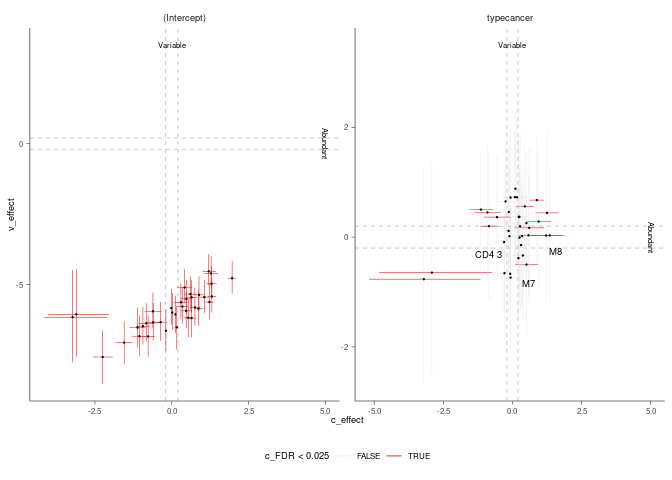 (Intercept)
typecancer
Variable
Variable
Abundant
Abundant
CD4 3
M8
M7
0
-5
2
0
-2
-2.5
0.0
2.5
5.0
-5.0
-2.5
0.0
2.5
5.0
v_effect
c_effect
c_FDR < 0.025
FALSE
TRUE